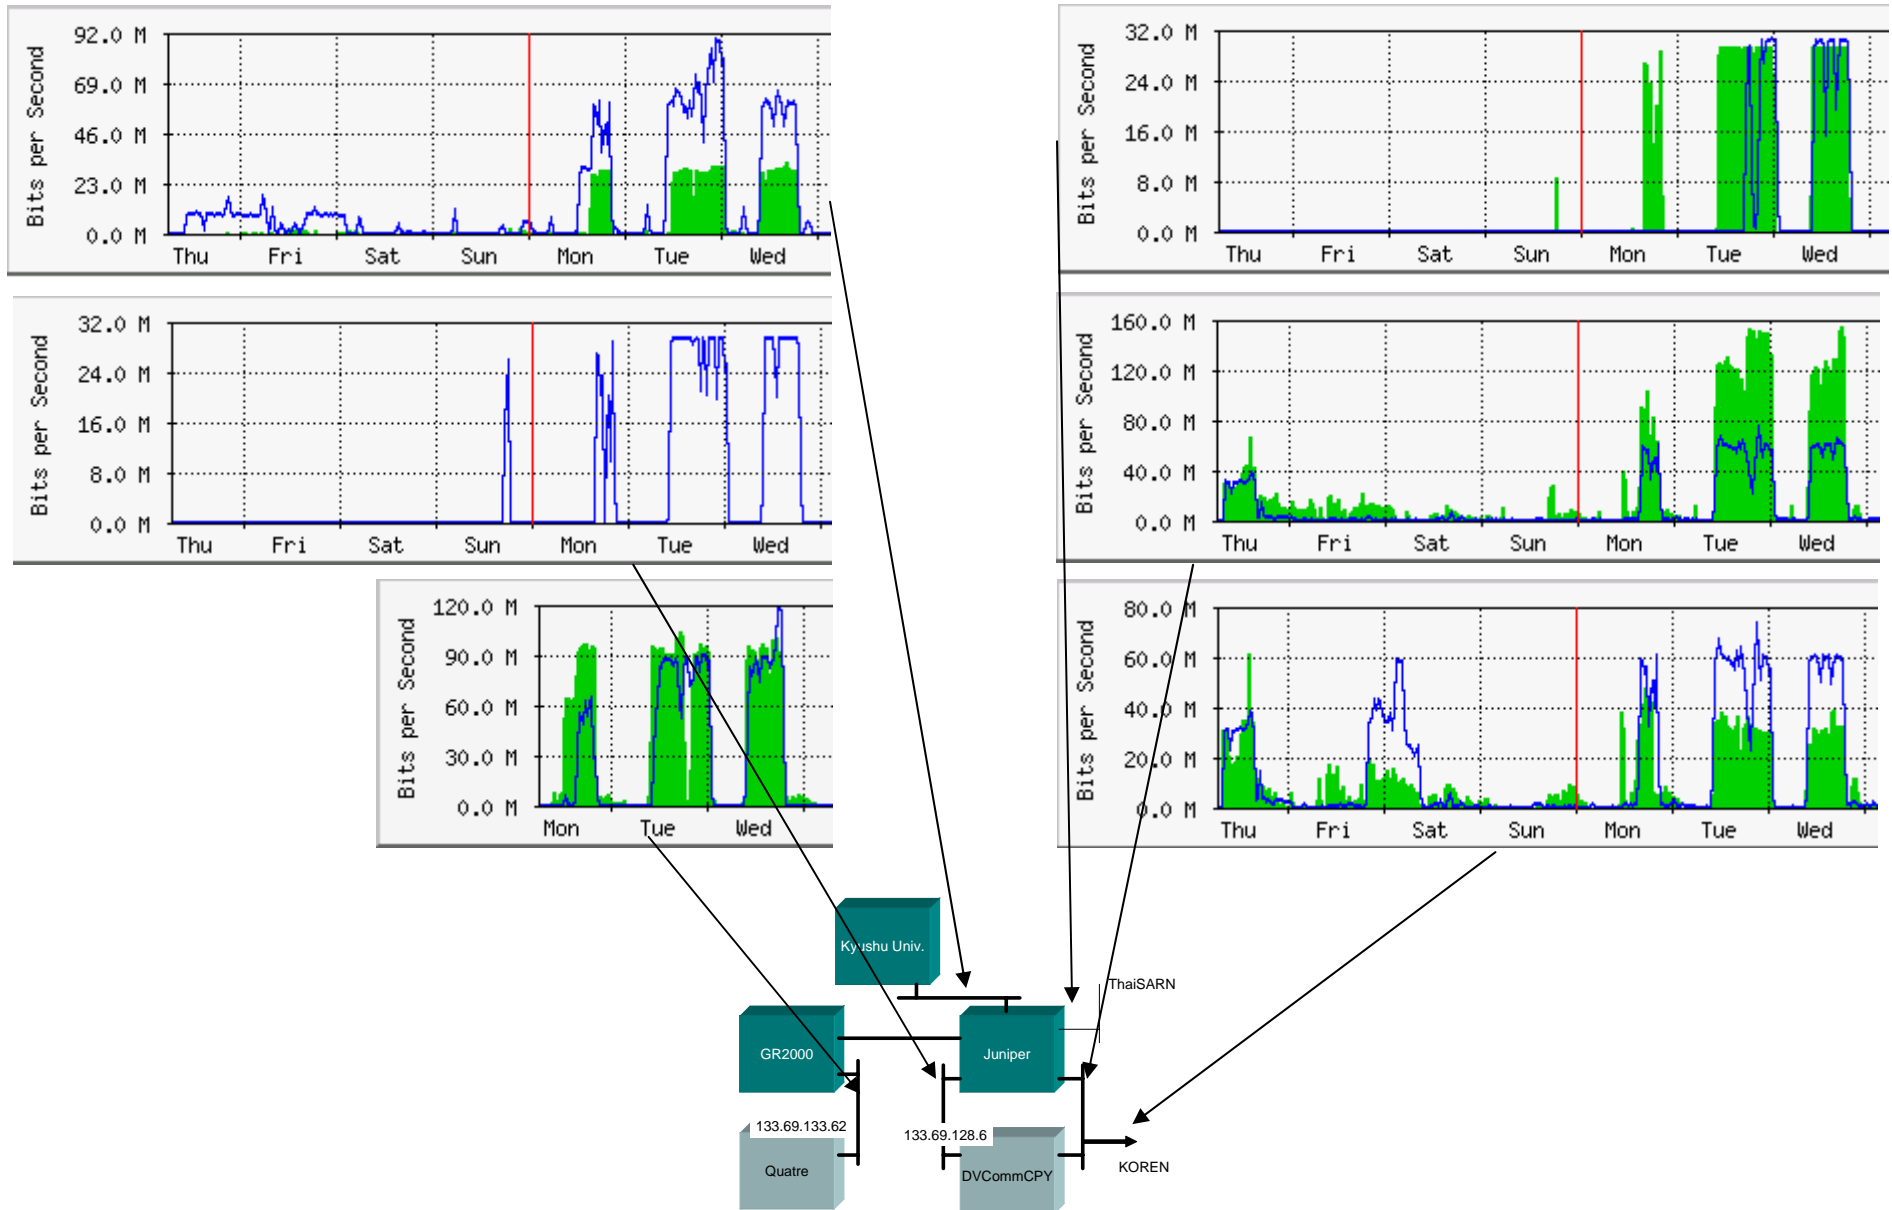 92.0 M
69.0 M
46.0 M
23.0 M
0.0 M
Bits per Second
Thu Fri Sat Sun Mon Tue Wed
32.0 M
24.0 M
16.0 M
8.0 M
0.0 M
Bits per Second
Thu Fri Sat Sun Mon Tue Wed
32.0 M
24.0 M
16.0 M
8.0 M
0.0 M
Bits per Second
Thu Fri Sat Sun Mon Tue Wed
160.0 M
120.0 M
80.0 M
40.0 M
0.0 M
Bits per Second
Thu Fri Sat Sun Mon Tue Wed
120.0 M
90.0 M
60.0 M
30.0 M
0.0 M
Bits per Second
Mon Tue Wed
80.0 M
60.0 M
40.0 M
20.0 M
0.0 M
Bits per Second
Thu Fri Sat Sun Mon Tue Wed
Kyushu Univ.
ThaiSARN
GR2000
Juniper
133.69.133.62
133.69.128.6
Quatre
DVCommCPY
KOREN